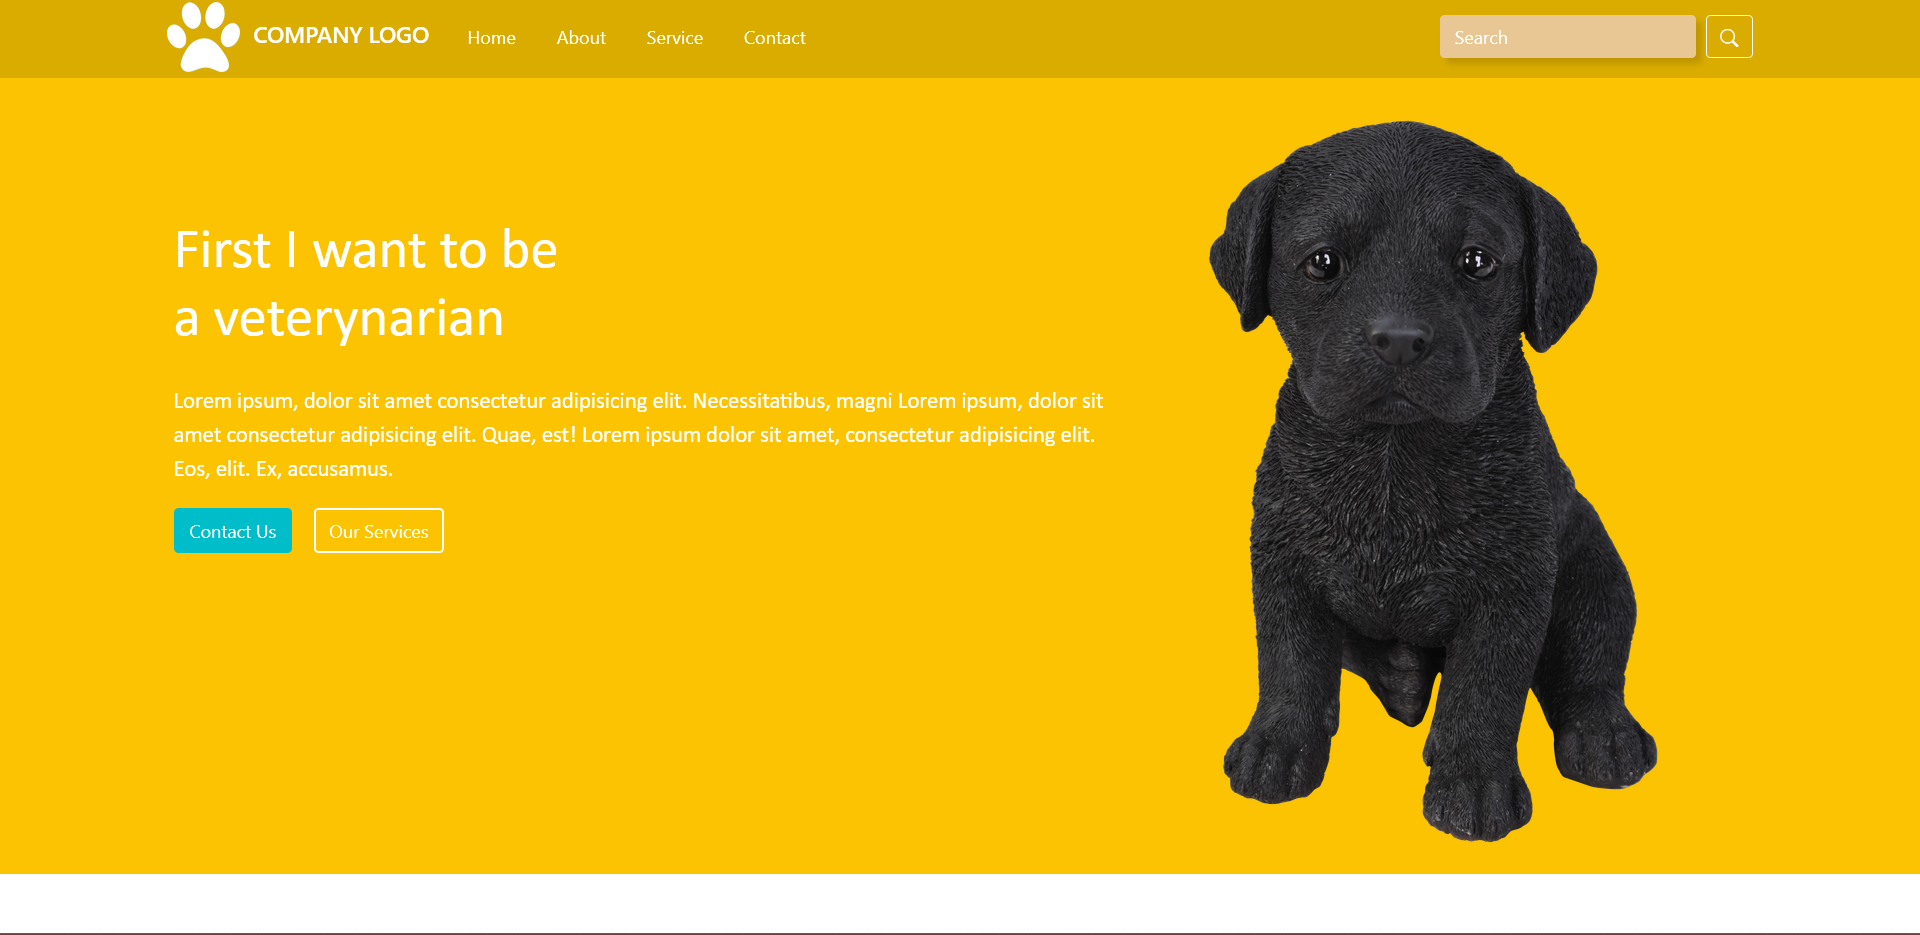 COMPANY LOGO Home About Service Contact Search
First I want to be
a veterynarian
Lorem ipsum, dolor sit amet consectetur adipisicing elit. Necessitatibus, magni Lorem ipsum, dolor sit
amet consectetur adipisicing elit. Quae, est! Lorem ipsum dolor sit amet, consectetur adipisicing elit.
Eos, elit. Ex, accusamus.
Contact Us Our Services